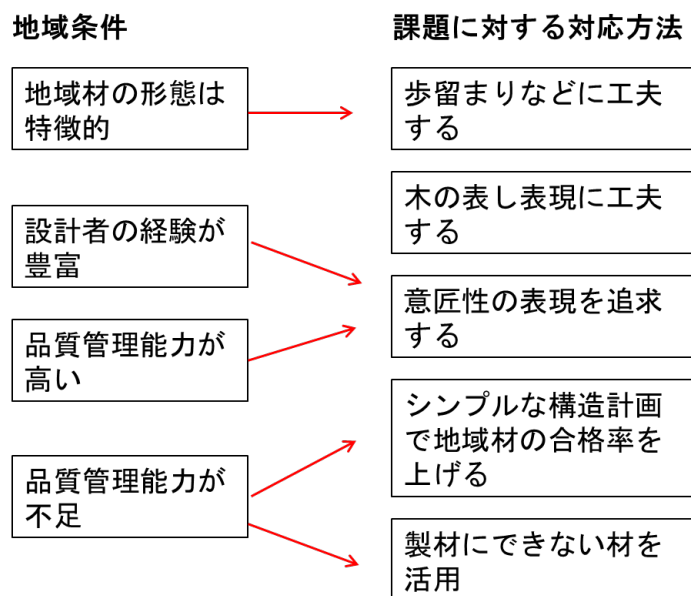 地域条件
課題に対する対応方法
地域材の形態は
特徴的
歩留まりなどに工夫
する
木の表し表現に工夫
する
設計者の経験が
豊富
意匠性の表現を追求
する
品質管理能力が
高い
シンプルな構造計画
で地域材の合格率を
上げる
品質管理能力が
不足
製材にできない材を
活用